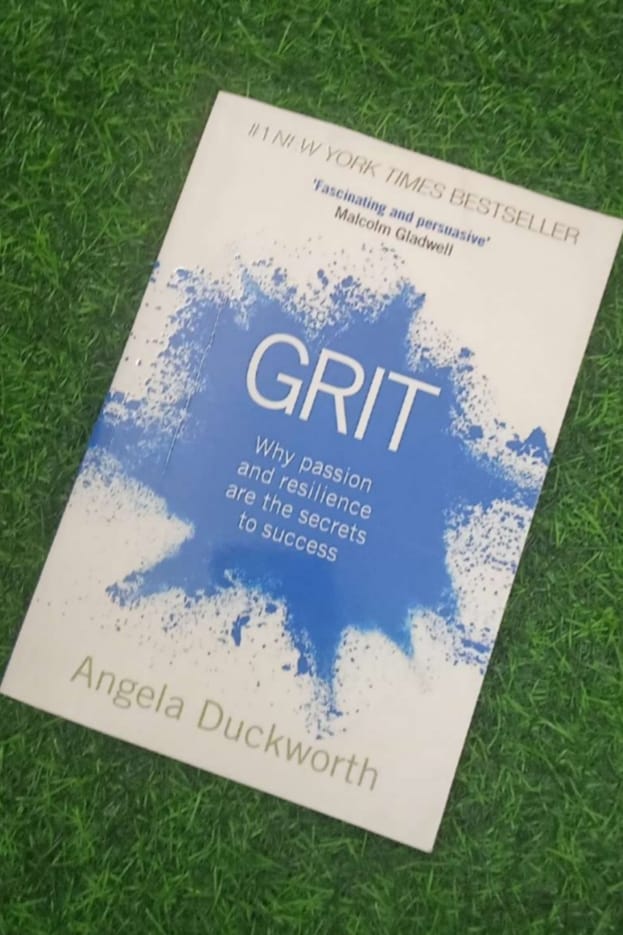 #1 NEW YORK TIMES BESTSELLER
'Fascinating and persuasive'
Malcolm Gladwell
GRIT
Why passion
and resilience
are the secrets
to success
Angela Duckworth